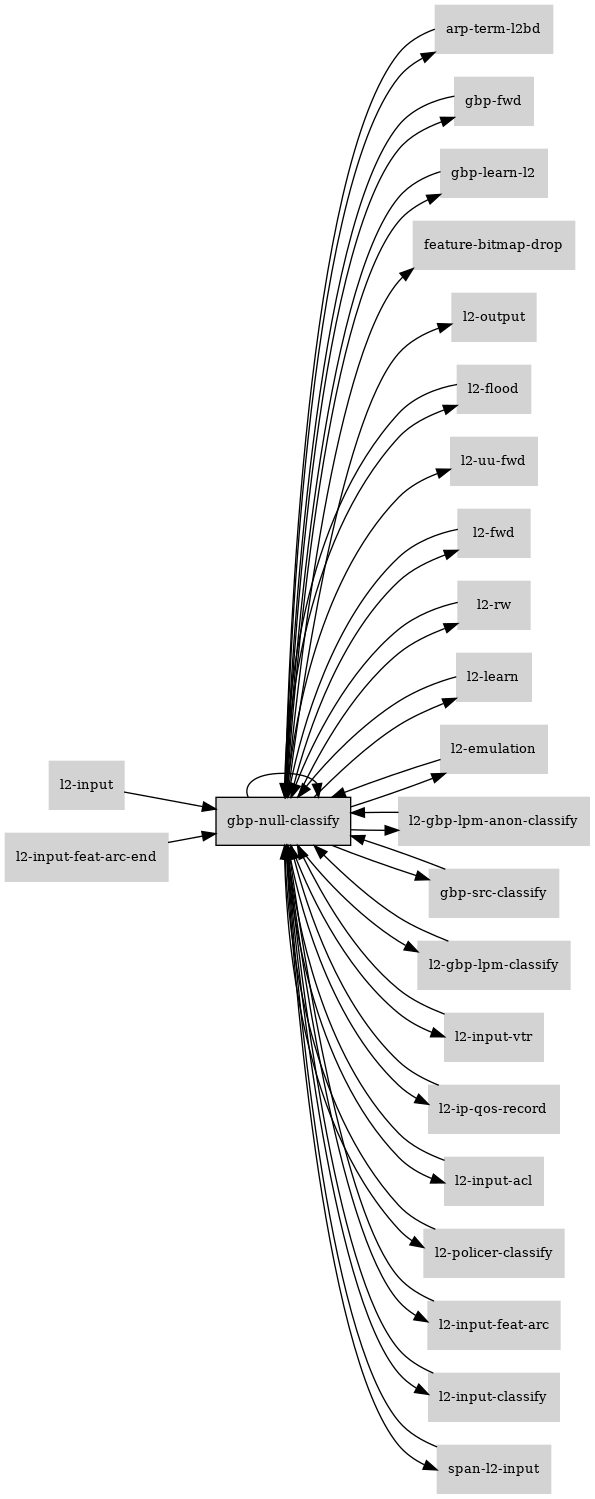 arp-term-l2bd
gbp-fwd
gbp-learn-l2
feature-bitmap-drop
l2-output
l2-flood
l2-uu-fwd
l2-fwd
l2-rw
l2-learn
l2-emulation
l2-input
gbp-null-classify
l2-gbp-lpm-anon-classify
l2-input-feat-arc-end
gbp-src-classify
l2-gbp-lpm-classify
l2-input-vtr
l2-ip-qos-record
l2-input-acl
l2-policer-classify
l2-input-feat-arc
l2-input-classify
span-l2-input